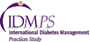 IDMPS
International Diabetes Management
Practices Study